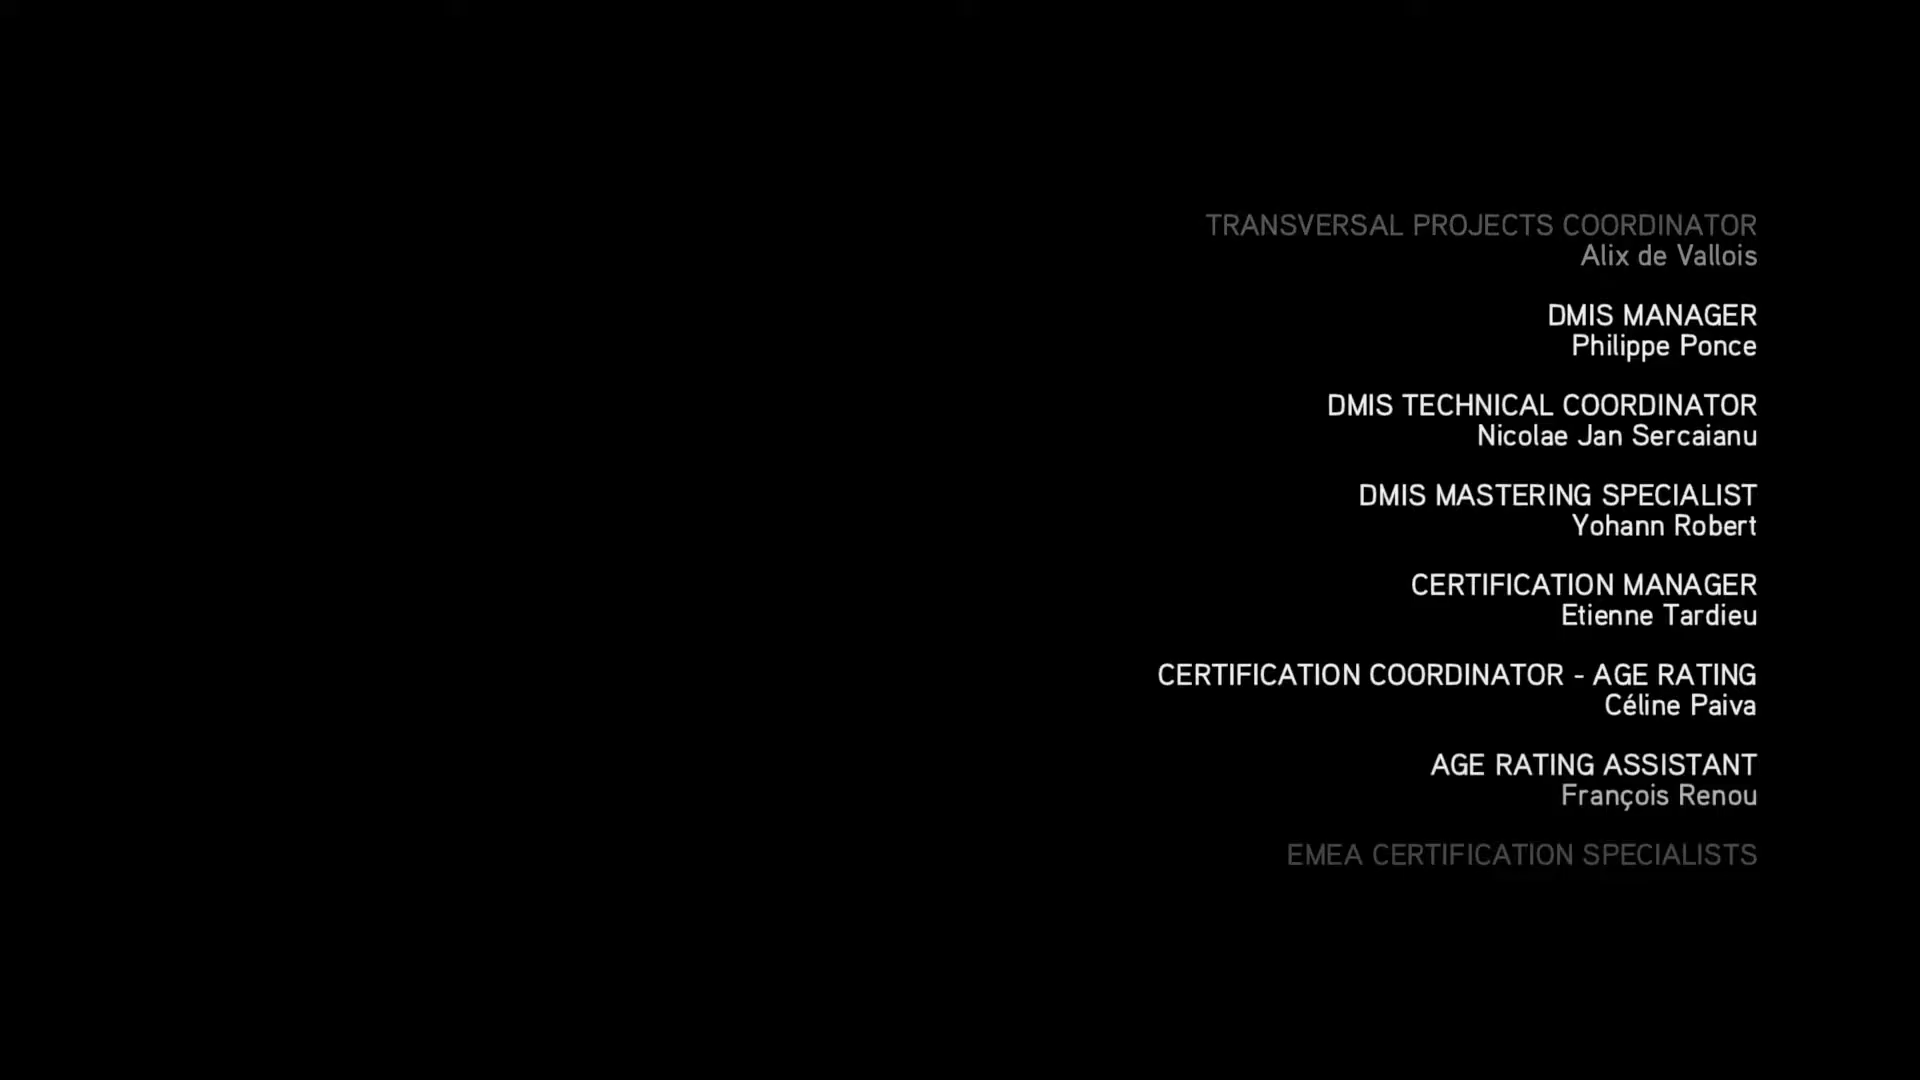 TRANSVERSAL PROJECTS COORDINATOR
Alix de Vallois
DMIS MANAGER
Philippe Ponce
DMIS TECHNICAL COORDINATOR
Nicolae Jan Sercaianu
DMIS MASTERING SPECIALIST
Yohann Robert
CERTIFICATION MANAGER
Etienne Tardieu
CERTIFICATION COORDINATOR - AGE RATING
Céline Paiva
AGE RATING ASSISTANT
François Renou
EMEA CERTIFICATION SPECIALISTS